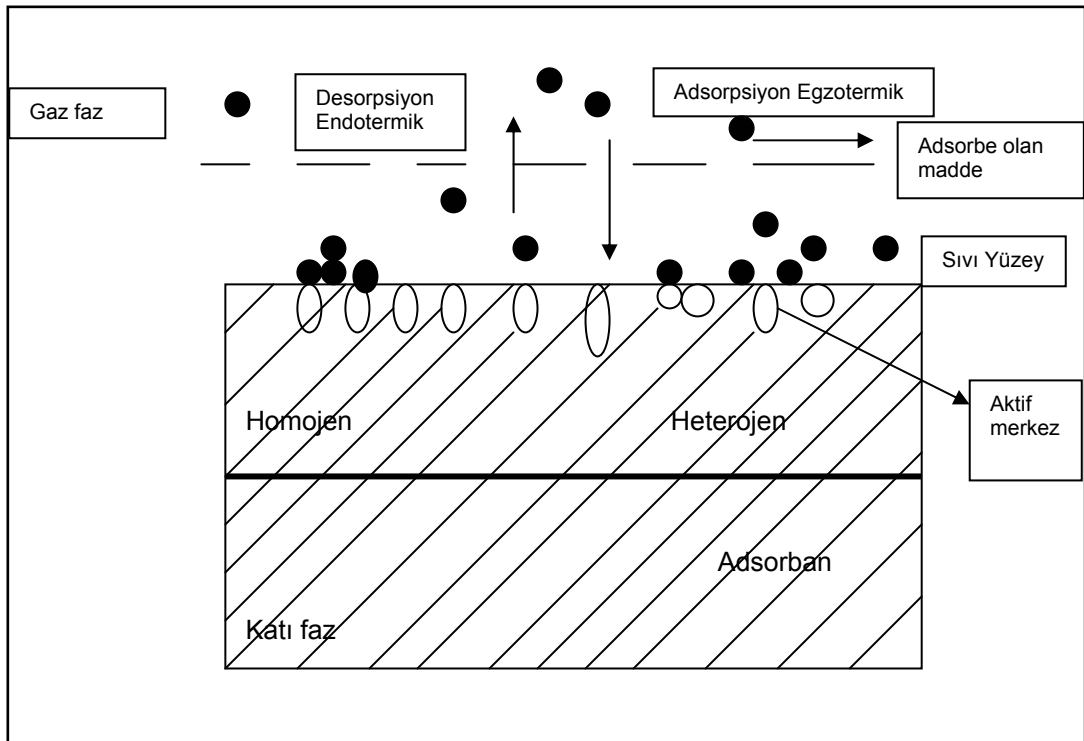 Gaz faz
Desorpsiyon
Endotermik
Adsorpsiyon Egzotermik
Adsorbe olan
madde
Sıvı Yüzey
Aktif
merkez
Homojen
Heterojen
Adsorban
Katı faz